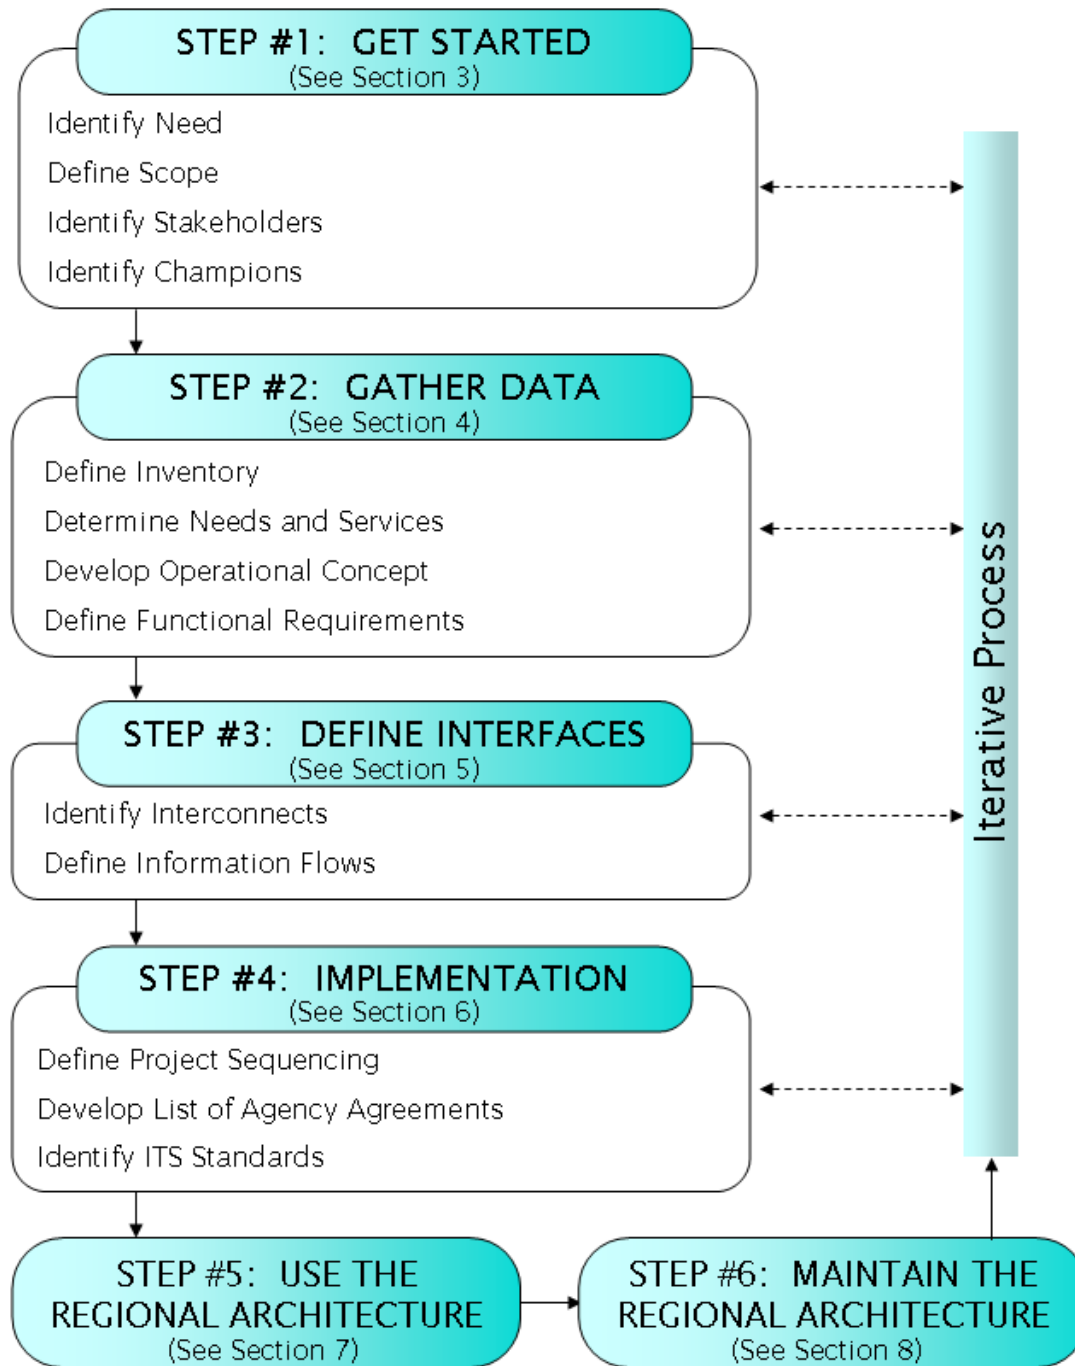 STEP #1: GET STARTED
(See Section 3)
Identify Need
Define Scope
Identify Stakeholders
Identify Champions
STEP #2: GATHER DATA
(See Section 4)
Define Inventory
Determine Needs and Services
Develop Operational Concept
Define Functional Requirements
STEP #3: DEFINE INTERFACES
(See Section 5)
Identify Interconnects
Define Information Flows
STEP #4: IMPLEMENTATION
(See Section 6)
Define Project Sequencing
Develop List of Agency Agreements
Identify ITS Standards
STEP #5: USE THE
REGIONAL ARCHITECTURE
(See Section 7)
STEP #6: MAINTAIN THE
REGIONAL ARCHITECTURE
(See Section 8)
Iterative Process